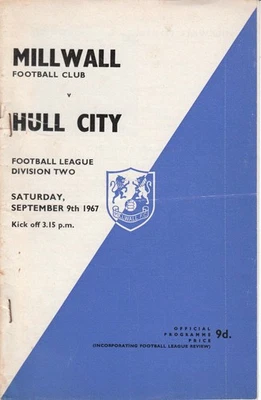 MILLWALL
FOOTBALL CLUB
v
HULL CITY
FOOTBALL LEAGUE
DIVISION TWO
SATURDAY,
SEPTEMBER 9th 1967
Kick off 3.15 p.m.
MILLWALL F.C.
OFFICIAL
PROGRAMME
PRICE 9d.
(INCORPORATING FOOTBALL LEAGUE REVIEW)